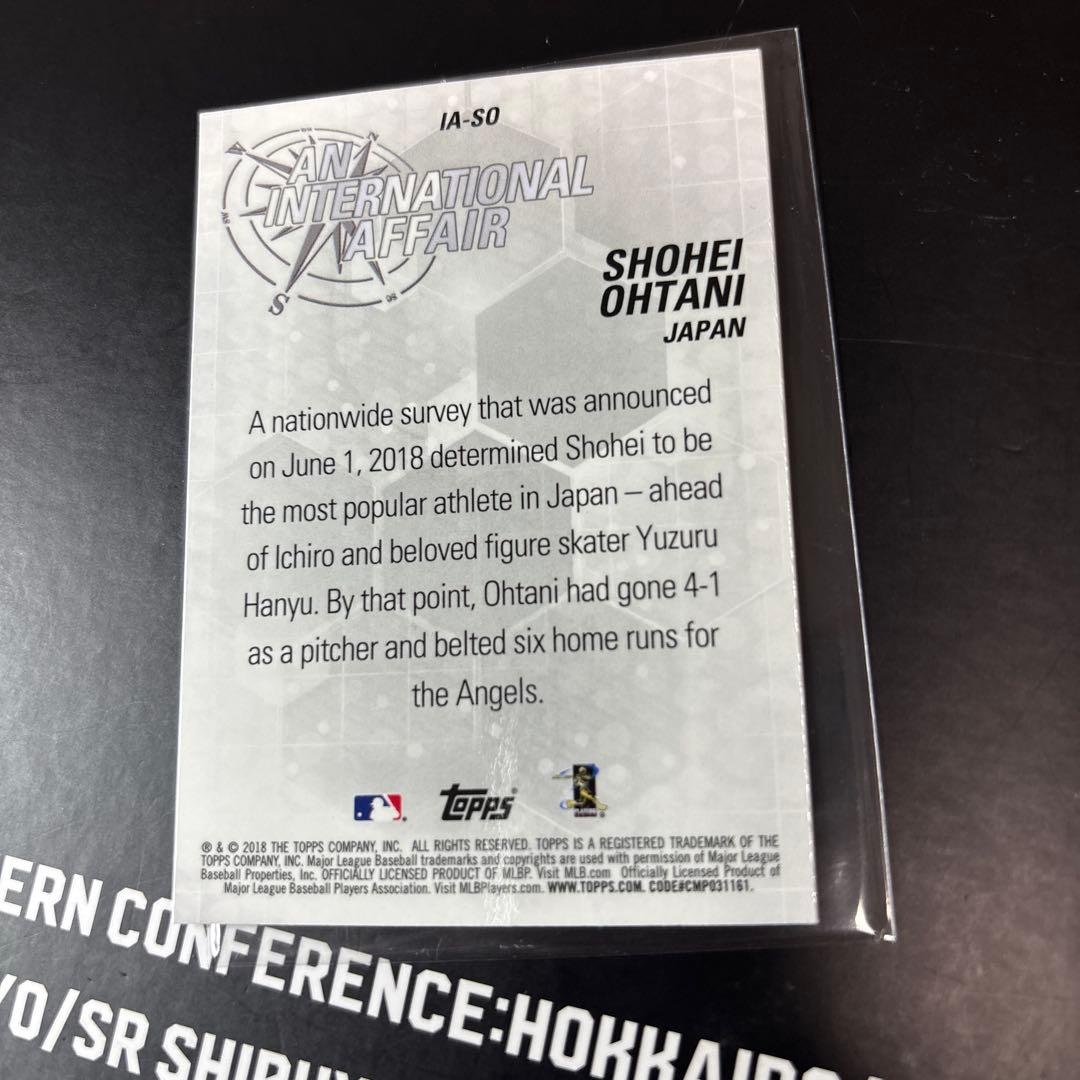 IA-SO
AN
INTERNATIONAL
AFFAIR
N
S
SHOHEI
OHTANI
JAPAN
A nationwide survey that was announced
on June 1, 2018 determined Shohei to be
the most popular athlete in Japan – ahead
of Ichiro and beloved figure skater Yuzuru
Hanyu. By that point, Ohtani had gone 4-1
as a pitcher and belted six home runs for
the Angels.
topps®
® & © 2018 THE TOPPS COMPANY, INC. ALL RIGHTS RESERVED. TOPPS IS A REGISTERED TRADEMARK OF THE
TOPPS COMPANY, INC. Major League Baseball trademarks and copyrights are used with permission of Major League
Baseball Properties, Inc. OFFICIALLY LICENSED PRODUCT OF MLBP. Visit MLB.com Officially Licensed Product of
Major League Baseball Players Association. Visit MLBPlayers.com. WWW.TOPPS.COM. CODE#CMP031161.
ERN CONFERENCE:HOKKAIDO
YO/SR SHIBUY